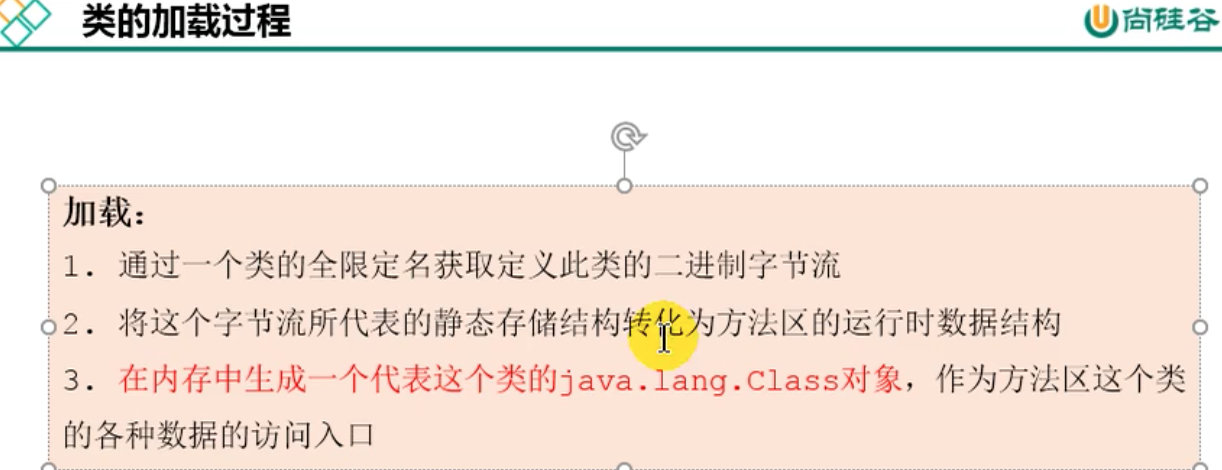 类的加载过程
尚硅谷
加载：
1. 通过一个类的全限定名获取定义此类的二进制字节流
2. 将这个字节流所代表的静态存储结构转化为方法区的运行时数据结构
3. 在内存中生成一个代表这个类的java.lang.Class对象，作为方法区这个类
的各种数据的访问入口